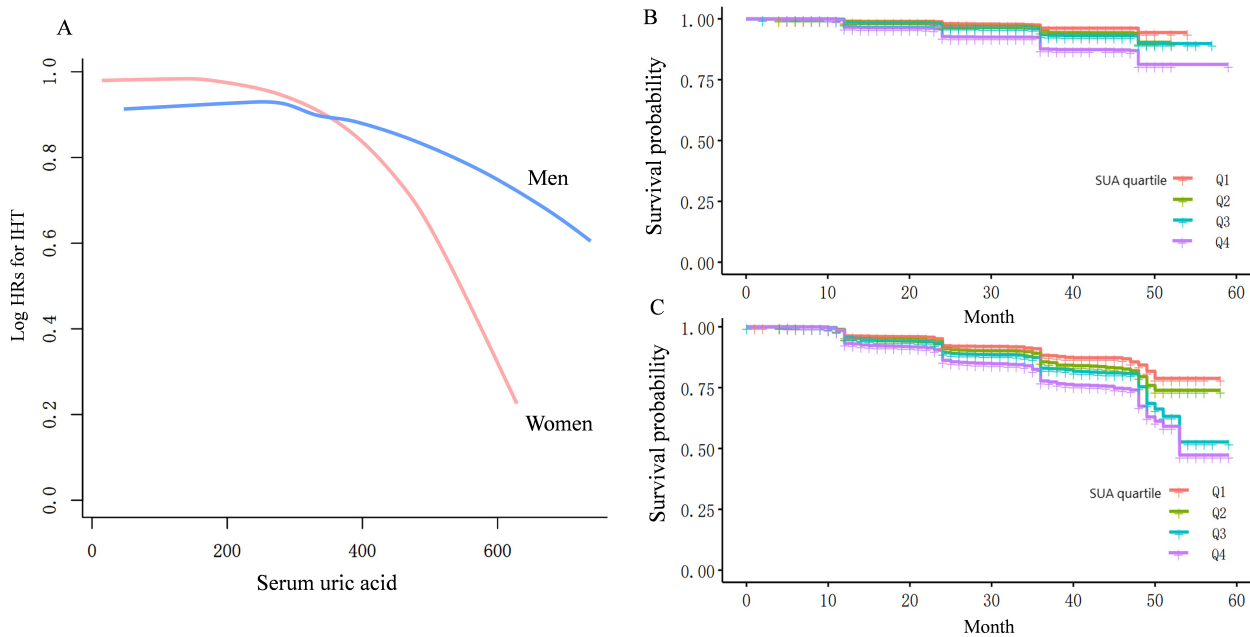 A
Log HRs for IHT
1.0
0.8
0.6
0.4
0.2
0.0
Men
Women
0 200 400 600
Serum uric acid
B
Survival probability
1.00
0.75
0.50
0.25
0.00
SUA quartile
Q1
Q2
Q3
Q4
0 10 20 30 40 50 60
Month
C
Survival probability
1.00
0.75
0.50
0.25
0.00
SUA quartile
Q1
Q2
Q3
Q4
0 10 20 30 40 50 60
Month